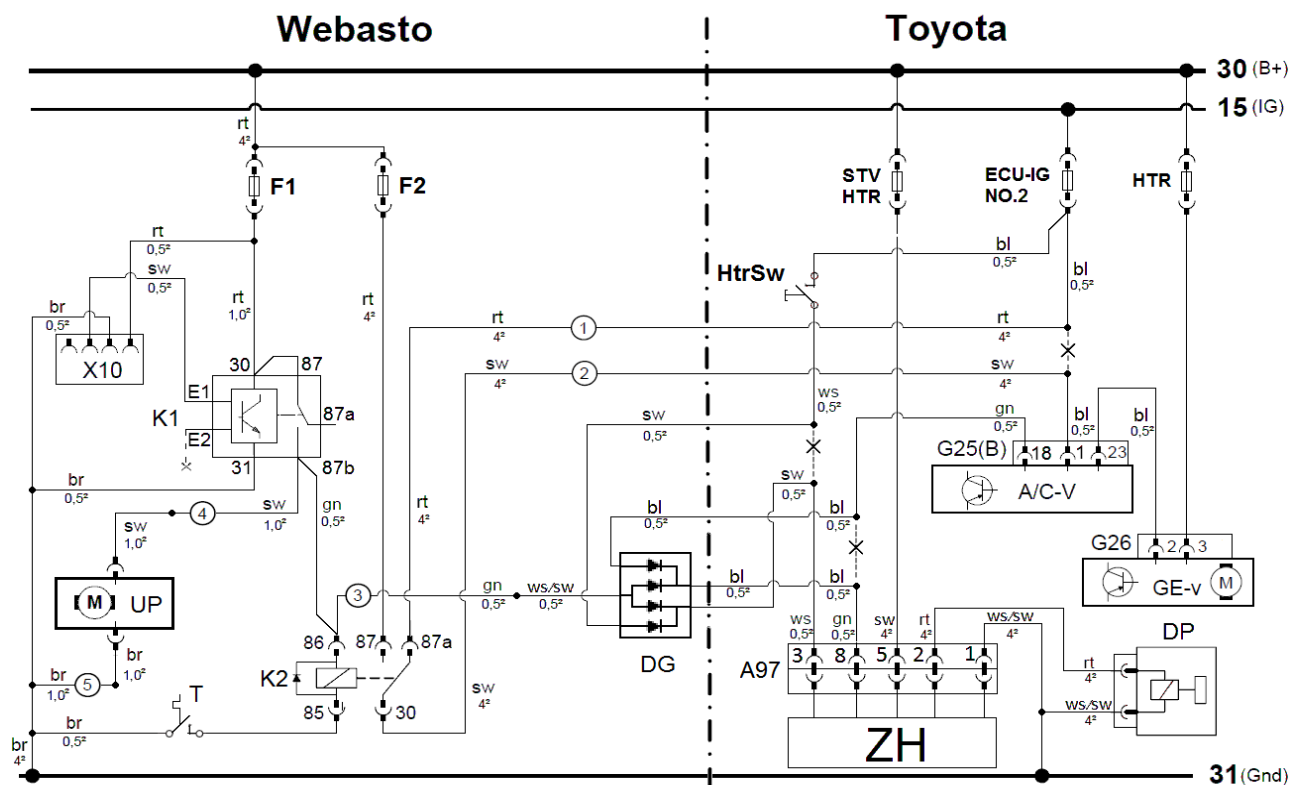 Webasto
Toyota
30 (B+)
15 (IG)
rt
4²
F1
F2
STV
HTR
ECU-IG
NO.2
HTR
rt
0,5²
sw
0,5²
br
0,5²
rt
1,0²
rt
4²
HtrSw
bl
0,5²
bl
0,5²
rt
4²
1
rt
4²
sw
4²
2
sw
4²
X10
30
87
E1
K1
E2
87a
31
87b
ws
0,5²
sw
0,5²
gn
0,5²
bl
0,5²
bl
0,5²
G25(B)
18
1
23
A/C-V
br
0,5²
sw
1,0²
4
sw
1,0²
gn
0,5²
rt
4²
sw
0,5²
bl
0,5²
bl
0,5²
G26
2
3
GE-v
M
M
UP
3
gn
0,5²
ws/sw
0,5²
bl
0,5²
bl
0,5²
DG
86
87
87a
K2
85
30
sw
4²
ws
0,5²
gn
0,5²
sw
4²
rt
4²
ws/sw
4²
A97
3
8
5
2
1
ZH
DP
rt
4²
ws/sw
4²
br
1,0²
5
br
1,0²
T
br
0,5²
br
4²
31 (Gnd)